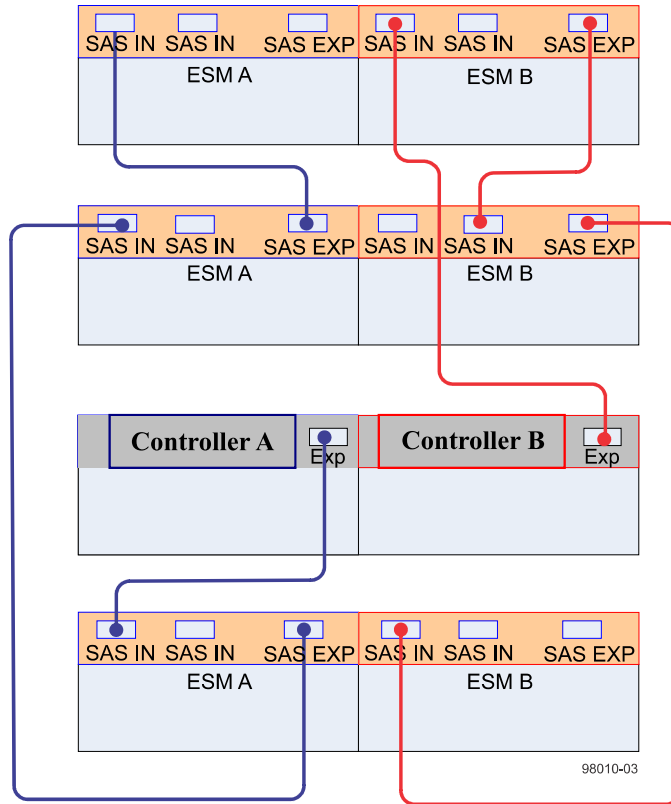 SAS IN SAS IN SAS EXP SAS IN SAS IN SAS EXP
ESM A ESM B
SAS IN SAS IN SAS EXP SAS IN SAS EXP
ESM A ESM B
Controller A Exp Controller B Exp
SAS IN SAS IN SAS EXP SAS IN SAS IN SAS EXP
ESM A ESM B
98010-03